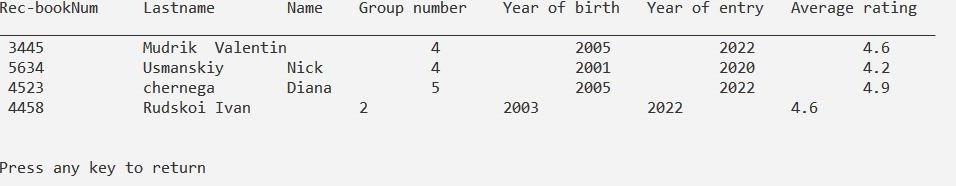 Rec-bookNum Lastname Name Group number Year of birth Year of entry Average rating
3445 Mudrik Valentin 4 2005 2022 4.6
5634 Usmanskiy Nick 4 2001 2020 4.2
4523 chernega Diana 5 2005 2022 4.9
4458 Rudskoi Ivan 2 2003 2022 4.6
Press any key to return